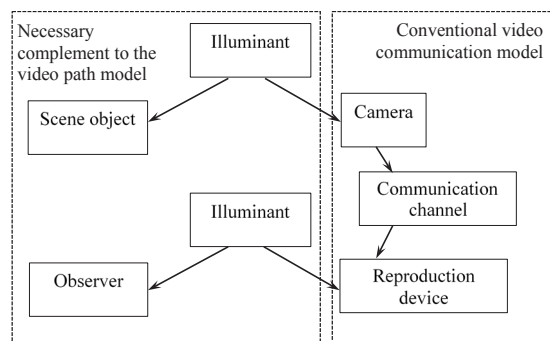 Necessary
complement to the
video path model
Illuminant
Conventional video
communication model
Scene object
Camera
Communication
channel
Illuminant
Observer
Reproduction
device